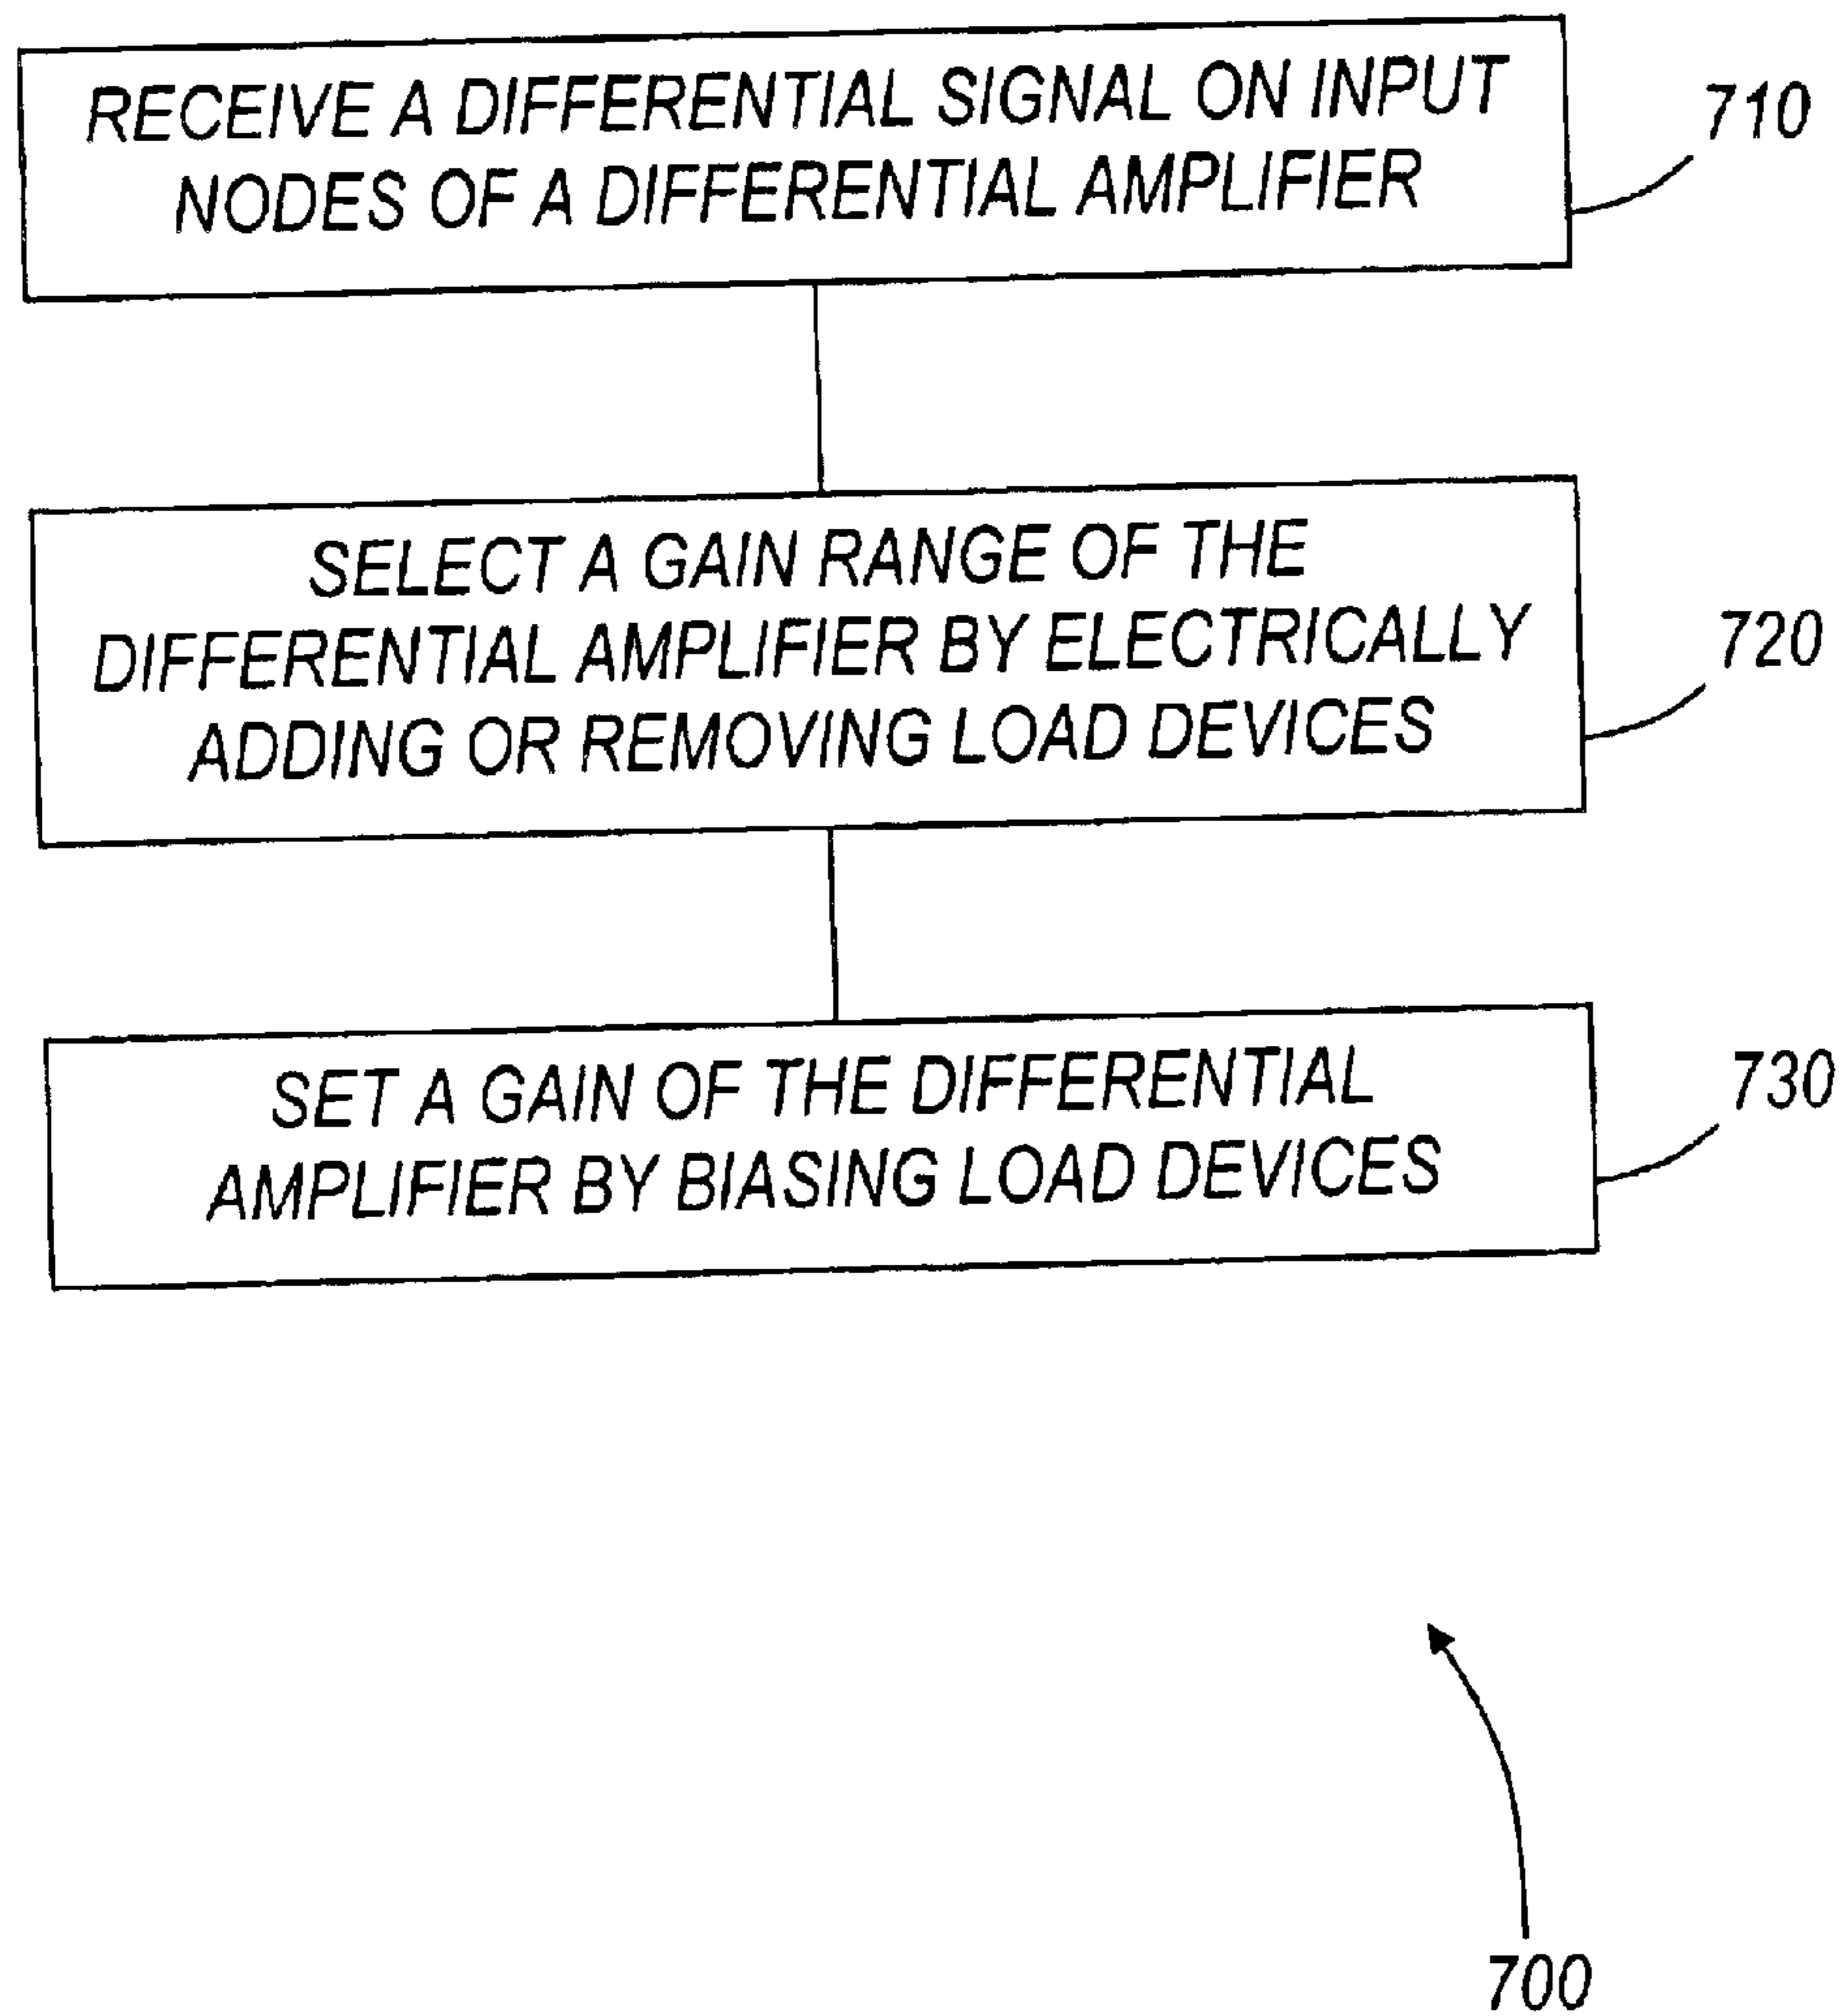 RECEIVE A DIFFERENTIAL SIGNAL ON INPUT
NODES OF A DIFFERENTIAL AMPLIFIER
710
SELECT A GAIN RANGE OF THE
DIFFERENTIAL AMPLIFIER BY ELECTRICALLY
ADDING OR REMOVING LOAD DEVICES
720
SET A GAIN OF THE DIFFERENTIAL
AMPLIFIER BY BIASING LOAD DEVICES
730
700